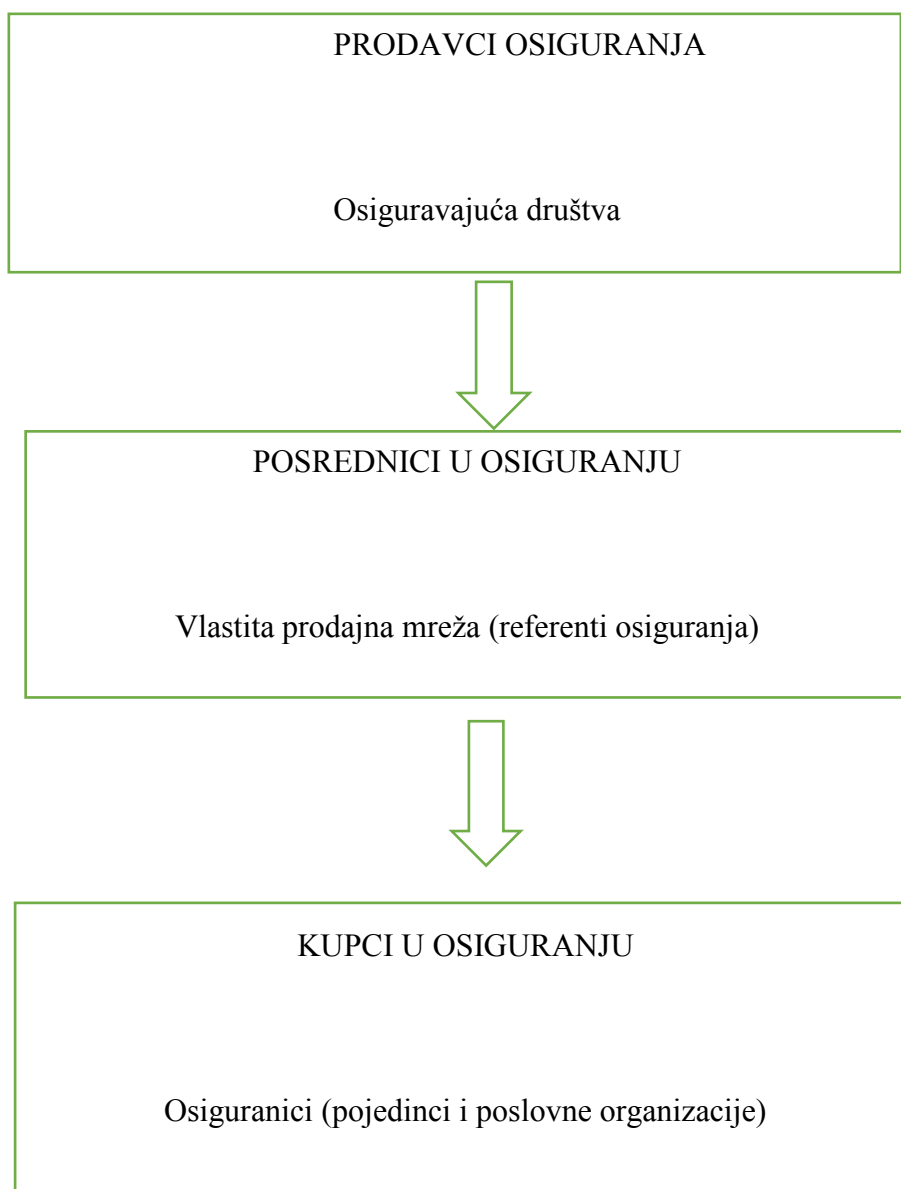 PRODAVCI OSIGURANJA
Osiguravajuća društva
POSREDNICI U OSIGURANJU
Vlastita prodajna mreža (referenti osiguranja)
KUPCI U OSIGURANJU
Osiguranici (pojedinci i poslovne organizacije)